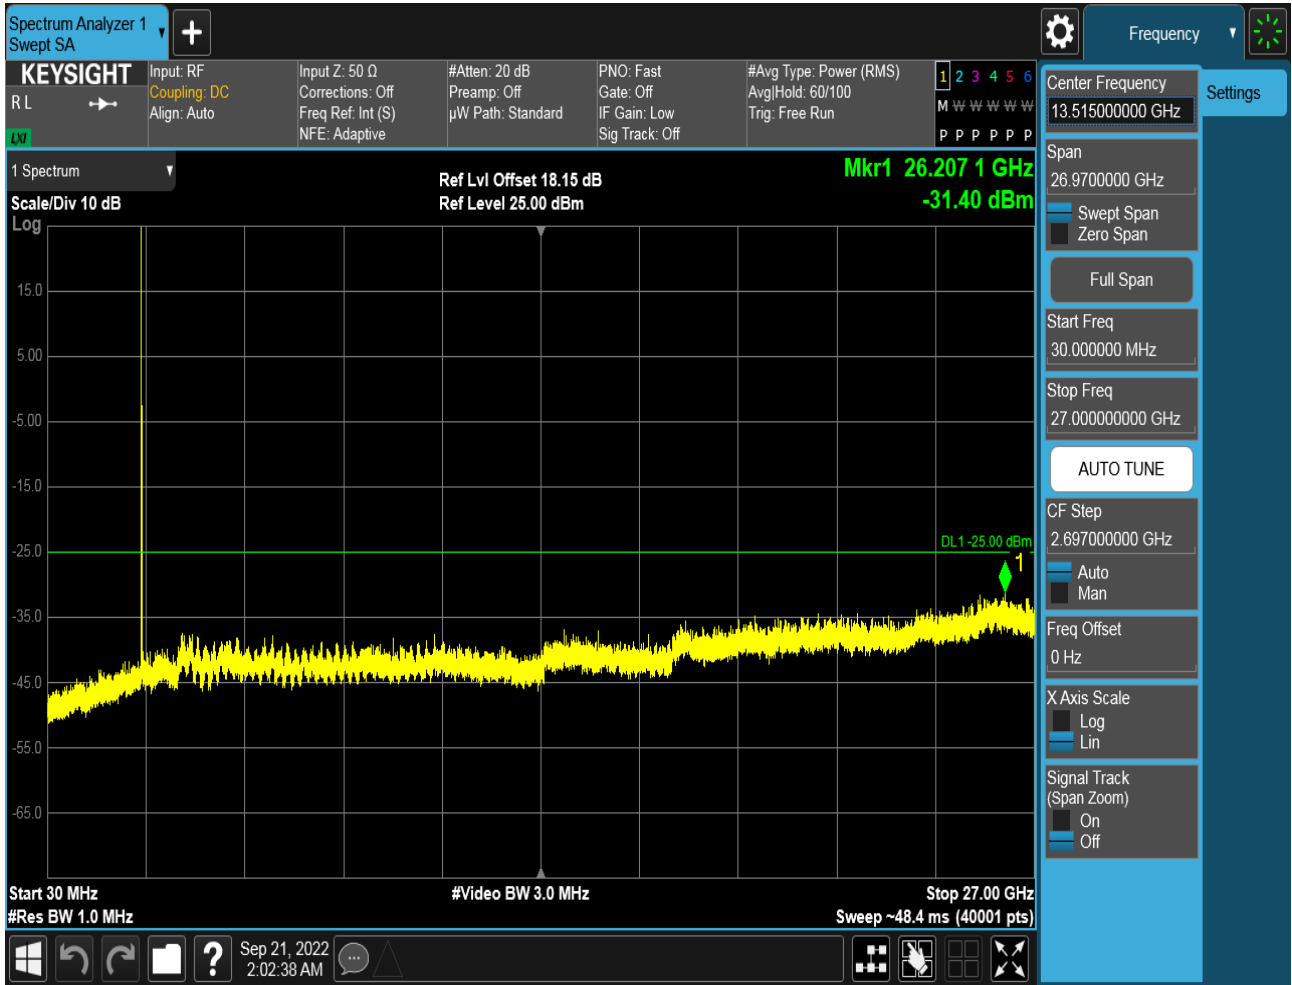 Spectrum Analyzer 1
Swept SA
Frequency
KEYSIGHT
R L
LXI
Input: RF
Coupling: DC
Align: Auto
Input Z: 50 Ω
Corrections: Off
Freq Ref: Int (S)
NFE: Adaptive
#Atten: 20 dB
Preamp: Off
µW Path: Standard
PNO: Fast
Gate: Off
IF Gain: Low
Sig Track: Off
#Avg Type: Power (RMS)
Avg|Hold: 60/100
Trig: Free Run
1 2 3 4 5 6
M W W W W W
P P P P P P
Center Frequency
13.515000000 GHz
Settings
Span
26.9700000 GHz
Swept Span
Zero Span
Full Span
Start Freq
30.000000 MHz
Stop Freq
27.000000000 GHz
AUTO TUNE
CF Step
2.697000000 GHz
Auto
Man
Freq Offset
0 Hz
X Axis Scale
Log
Lin
Signal Track
(Span Zoom)
On
Off
1 Spectrum
Scale/Div 10 dB
Log
Ref Lvl Offset 18.15 dB
Ref Level 25.00 dBm
Mkr1 26.207 1 GHz
-31.40 dBm
15.0
5.00
-5.00
-15.0
-25.0
-35.0
-45.0
-55.0
-65.0
DL1 -25.00 dBm
1
Start 30 MHz
#Res BW 1.0 MHz
#Video BW 3.0 MHz
Stop 27.00 GHz
Sweep ~48.4 ms (40001 pts)
?
Sep 21, 2022
2:02:38 AM